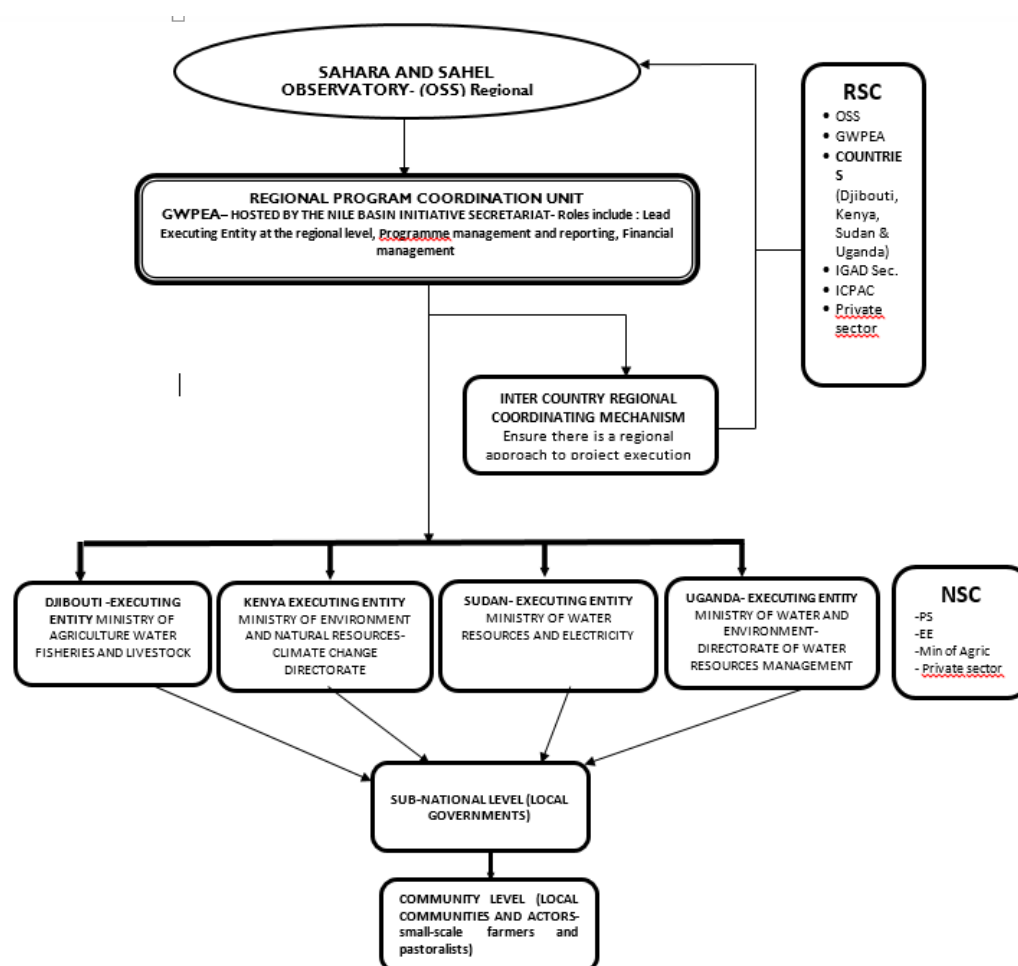 SAHARA AND SAHEL
OBSERVATORY- (OSS) Regional
REGIONAL PROGRAM COORDINATION UNIT
GWPEA– HOSTED BY THE NILE BASIN INITIATIVE SECRETARIAT- Roles include : Lead
Executing Entity at the regional level, Programme management and reporting, Financial
management
RSC
• OSS
• GWPEA
• COUNTRIE
S
(Djibouti,
Kenya,
Sudan &
Uganda)
• IGAD Sec.
• ICPAC
• Private
sector
INTER COUNTRY REGIONAL
COORDINATING MECHANISM
Ensure there is a regional
approach to project execution
DJIBOUTI -EXECUTING
ENTITY MINISTRY OF
AGRICULTURE WATER
FISHERIES AND LIVESTOCK
KENYA EXECUTING ENTITY
MINISTRY OF ENVIRONMENT
AND NATURAL RESOURCES-
CLIMATE CHANGE
DIRECTORATE
SUDAN- EXECUTING ENTITY
MINISTRY OF WATER
RESOURCES AND ELECTRICITY
UGANDA- EXECUTING ENTITY
MINISTRY OF WATER AND
ENVIRONMENT-
DIRECTORATE OF WATER
RESOURCES MANAGEMENT
NSC
-PS
-EE
-Min of Agric
- Private sector
SUB-NATIONAL LEVEL (LOCAL
GOVERNMENTS)
COMMUNITY LEVEL (LOCAL
COMMUNITIES AND ACTORS-
small-scale farmers and
pastoralists)